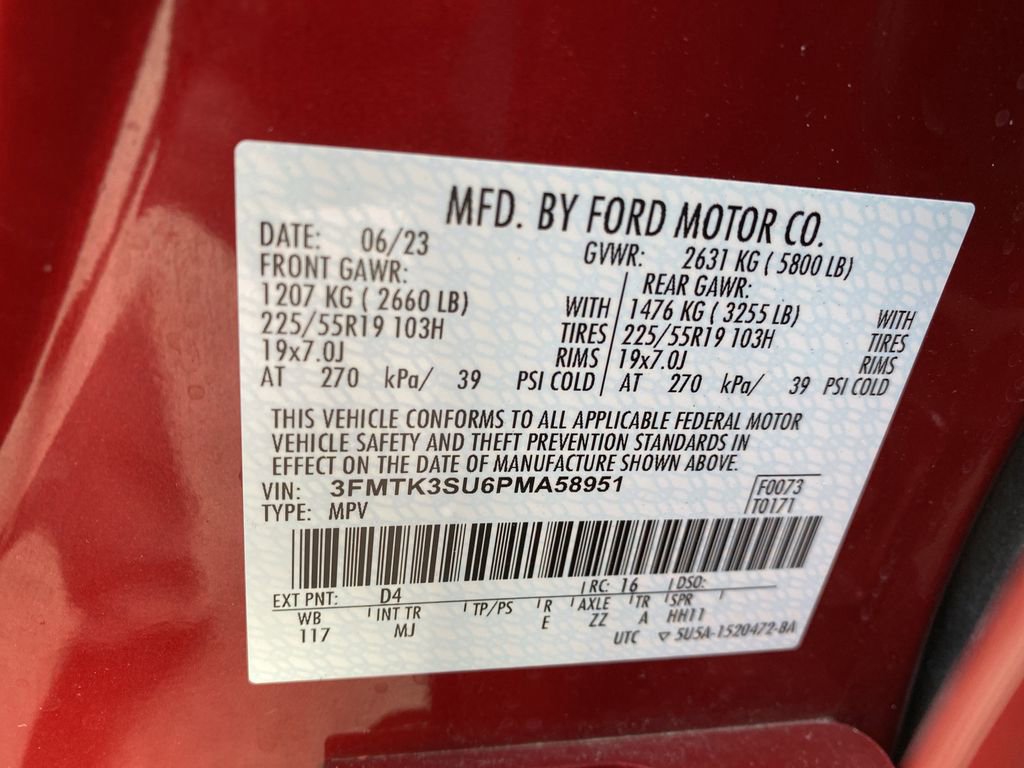 MFD. BY FORD MOTOR CO.
DATE: 06/23 GVWR: 2631 KG ( 5800 LB)
FRONT GAWR: REAR GAWR:
1207 KG ( 2660 LB) WITH 1476 KG ( 3255 LB) WITH
225/55R19 103H TIRES 225/55R19 103H TIRES
19x7.0J RIMS 19x7.0J RIMS
AT 270 kPa/ 39 PSI COLD AT 270 kPa/ 39 PSI COLD
THIS VEHICLE CONFORMS TO ALL APPLICABLE FEDERAL MOTOR
VEHICLE SAFETY AND THEFT PREVENTION STANDARDS IN
EFFECT ON THE DATE OF MANUFACTURE SHOWN ABOVE.
VIN: 3FMTK3SU6PMA58951 F0073
TYPE: MPV T0171
EXT PNT: D4 RC: 16 DSO:
WB INT TR TP/PS R AXLE TR SPR
117 MJ E ZZ A HH11
UTC ▽ 5U5A-1520472-BA